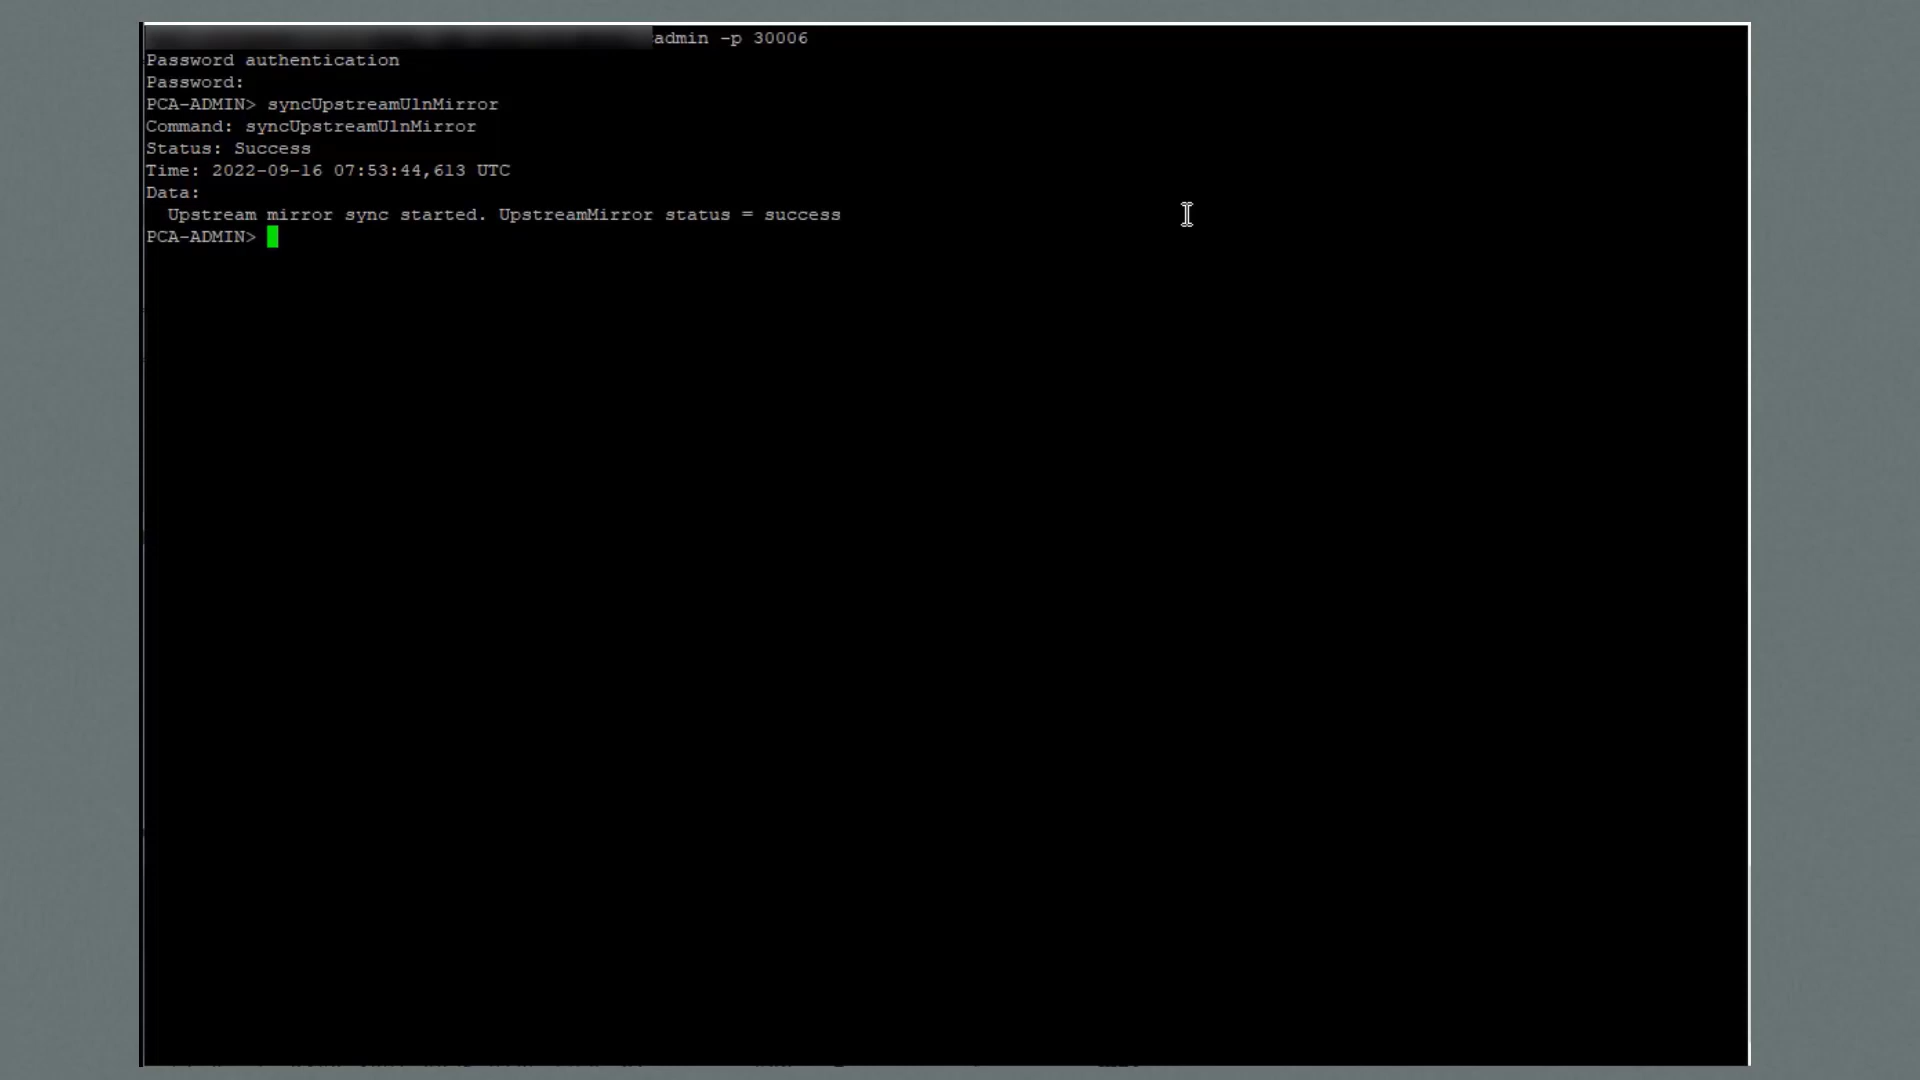 admin -p 30006
Password authentication
Password:
PCA-ADMIN> syncUpstreamUlnMirror
Command: syncUpstreamUlnMirror
Status: Success
Time: 2022-09-16 07:53:44,613 UTC
Data:
Upstream mirror sync started. UpstreamMirror status = success
PCA-ADMIN>